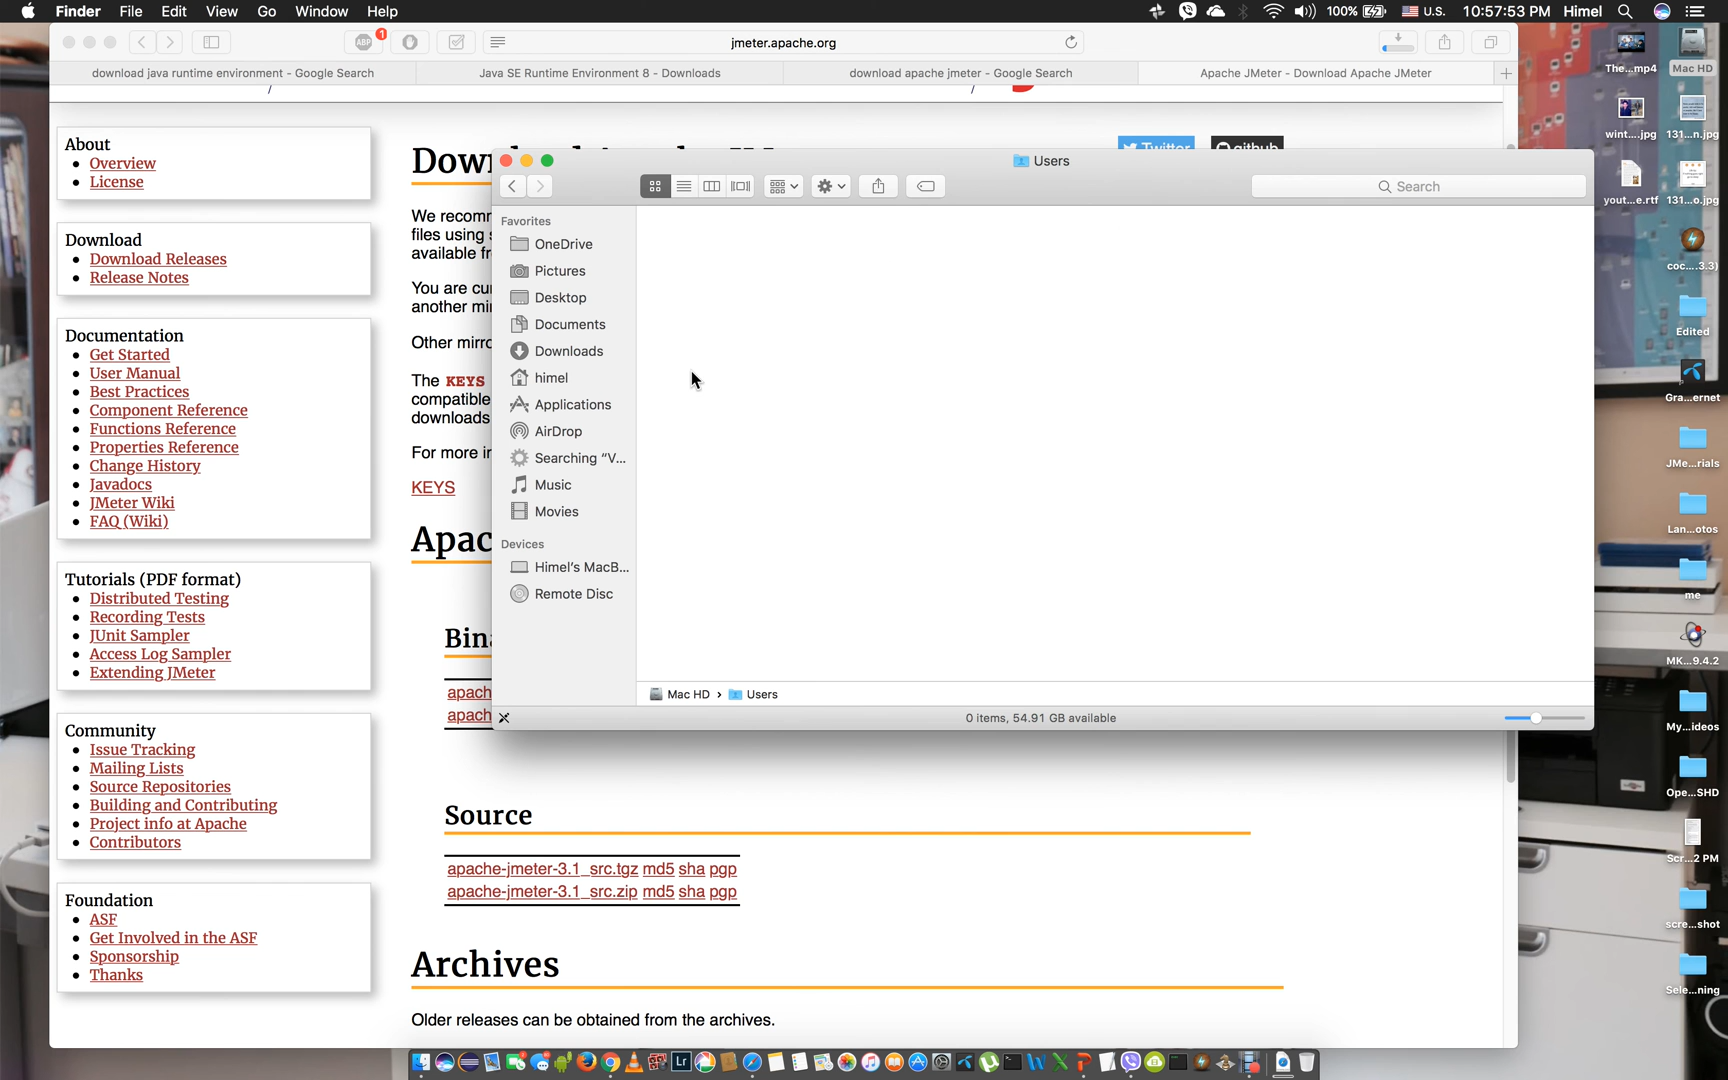 Finder File Edit View Go Window Help 100% U.S. 10:57:53 PM Himel
ABP 1 jmeter.apache.org
download java runtime environment - Google Search
Java SE Runtime Environment 8 - Downloads
download apache jmeter - Google Search
Apache JMeter - Download Apache JMeter
About
Overview
License
Download
Download Releases
Release Notes
Documentation
Get Started
User Manual
Best Practices
Component Reference
Functions Reference
Properties Reference
Change History
Javadocs
JMeter Wiki
FAQ (Wiki)
Tutorials (PDF format)
Distributed Testing
Recording Tests
JUnit Sampler
Access Log Sampler
Extending JMeter
Community
Issue Tracking
Mailing Lists
Source Repositories
Building and Contributing
Project info at Apache
Contributors
Foundation
ASF
Get Involved in the ASF
Sponsorship
Thanks
Twitter github
We recomm
files using
available fr
You are cu
another mi
Other mirro
The KEYS
compatible
downloads
For more in
KEYS
Apac
Bina
apach
apach
Users
Search
Favorites
OneDrive
Pictures
Desktop
Documents
Downloads
himel
Applications
AirDrop
Searching “V...
Music
Movies
Devices
Himel's MacB...
Remote Disc
Mac HD › Users
0 items, 54.91 GB available
Source
apache-jmeter-3.1_src.tgz md5 sha pgp
apache-jmeter-3.1_src.zip md5 sha pgp
Archives
Older releases can be obtained from the archives.
The...mp4
Mac HD
wint....jpg
131...n.jpg
yout...e.rtf
131...o.jpg
coc....3.3)
Edited
Gra...ernet
JMe...rials
Lan...otos
me
MK...9.4.2
My...ideos
Ope...SHD
Scr...2 PM
scre...shot
Sele...ning
Lr